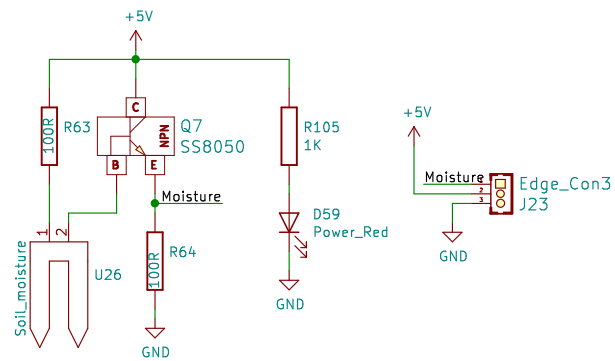 +5V
R63
100R
C
NPN
B
E
Q7
SS8050
Moisture
R64
100R
GND
1
2
Soil_moisture
U26
R105
1K
D59
Power_Red
GND
+5V
Moisture
1
2
3
Edge_Con3
J23
GND